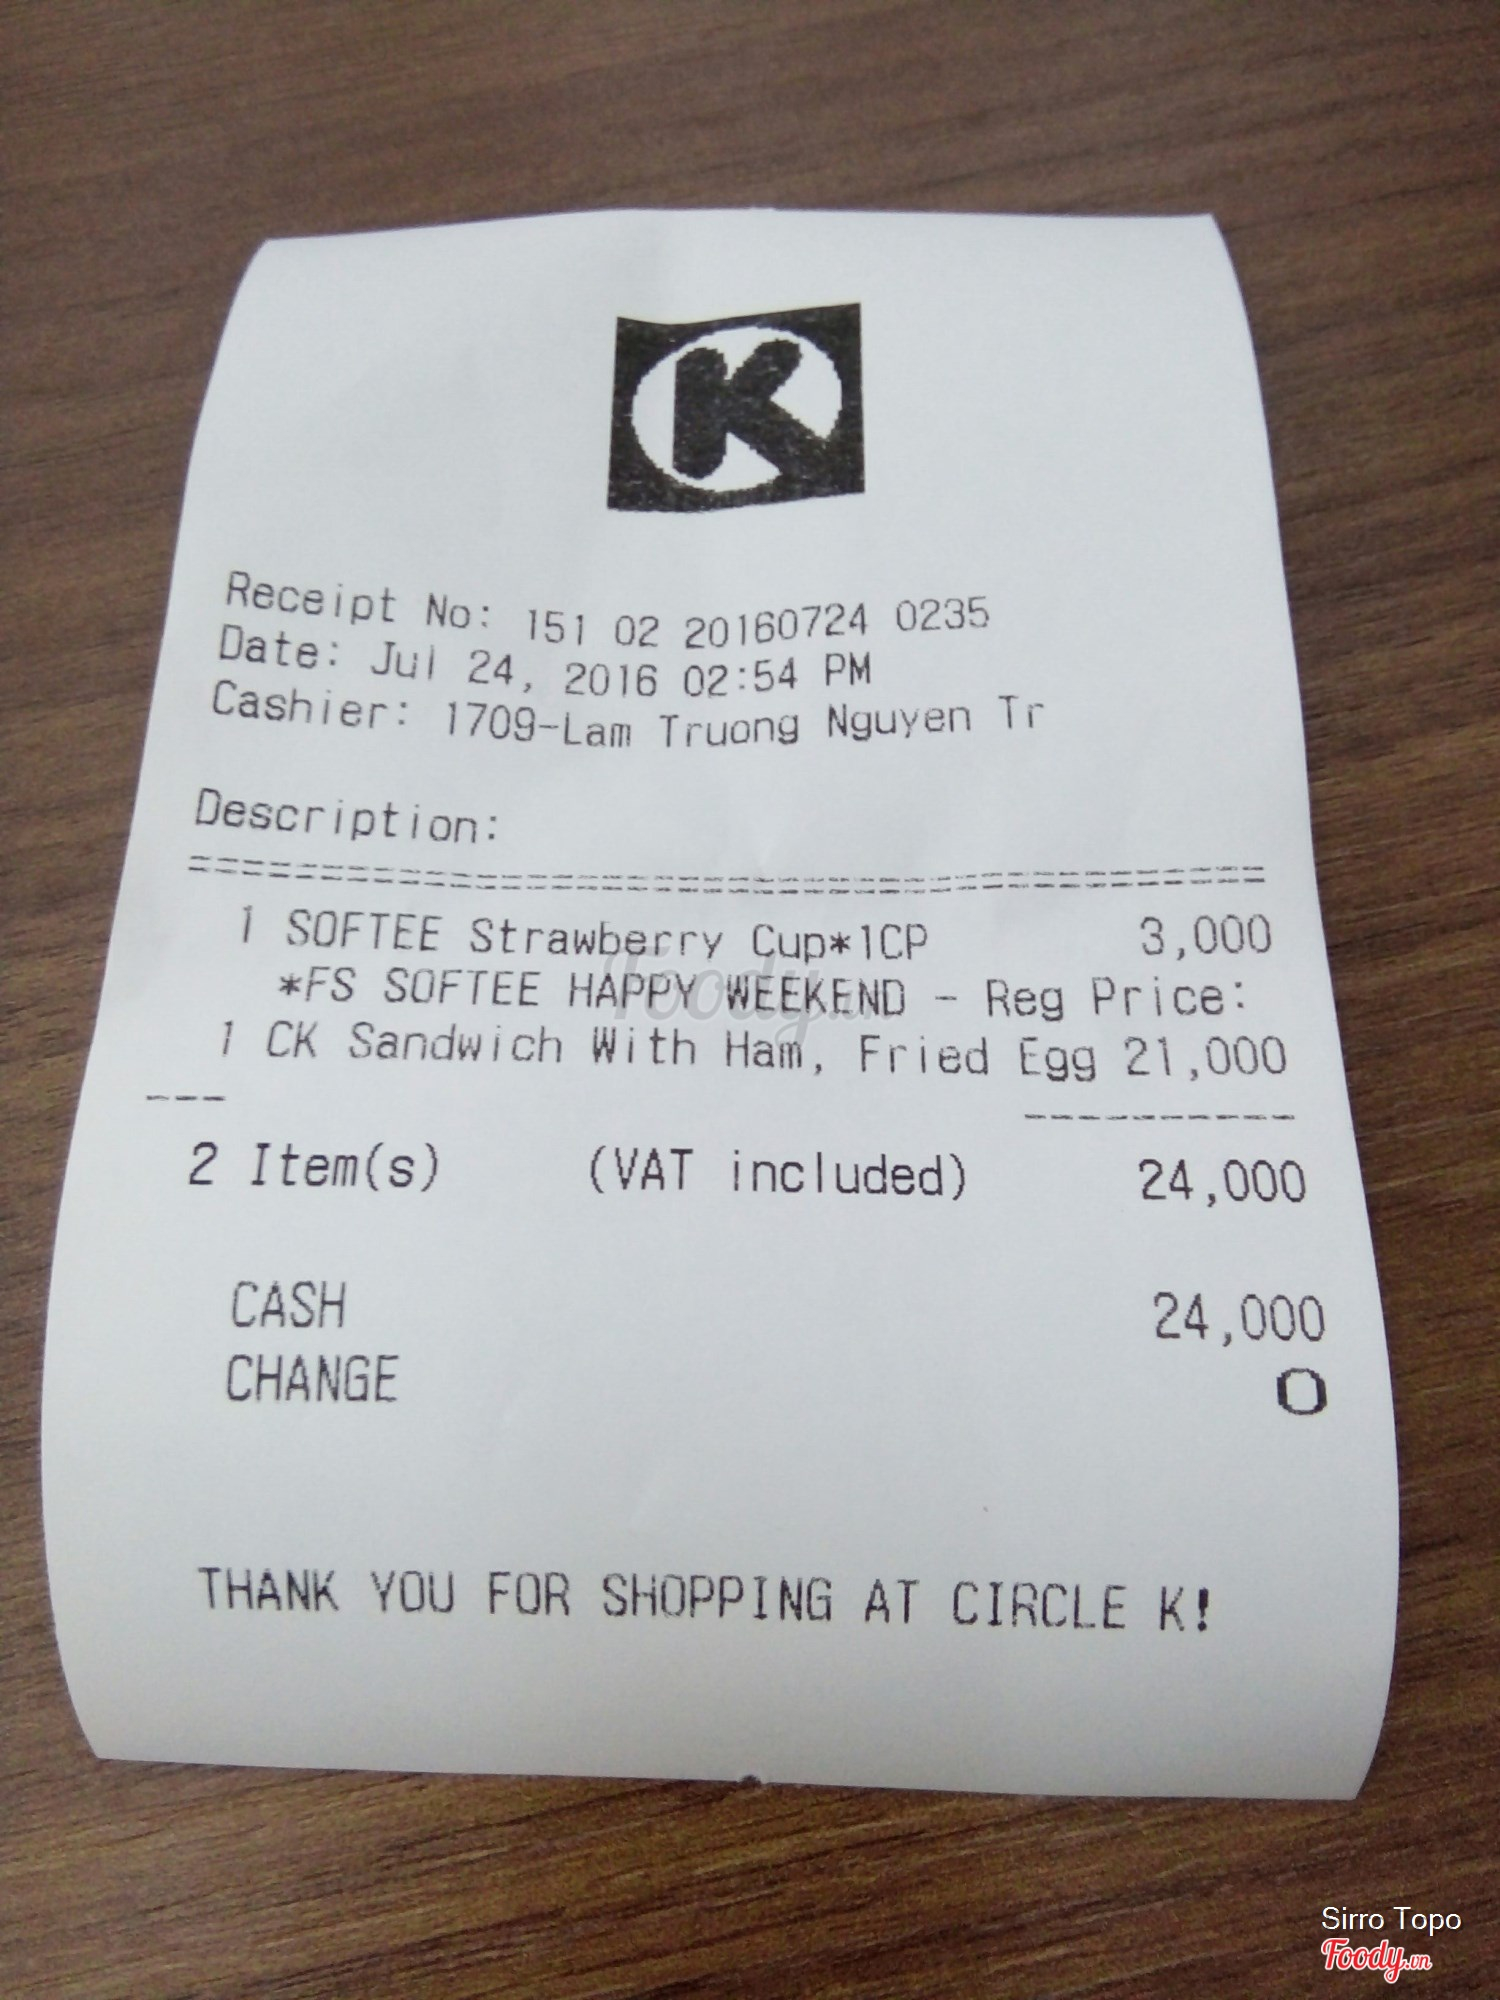 K
Receipt No: 151 02 20160724 0235
Date: Jul 24, 2016 02:54 PM
Cashier: 1709-Lam Truong Nguyen Tr
Description:
1 SOFTEE Strawberry Cup*1CP 3,000
*FS SOFTEE HAPPY WEEKEND - Reg Price:
1 CK Sandwich With Ham, Fried Egg 21,000
2 Item(s) (VAT included) 24,000
CASH 24,000
CHANGE 0
THANK YOU FOR SHOPPING AT CIRCLE K!
Foody.vn
Sirro Topo
Foody.vn